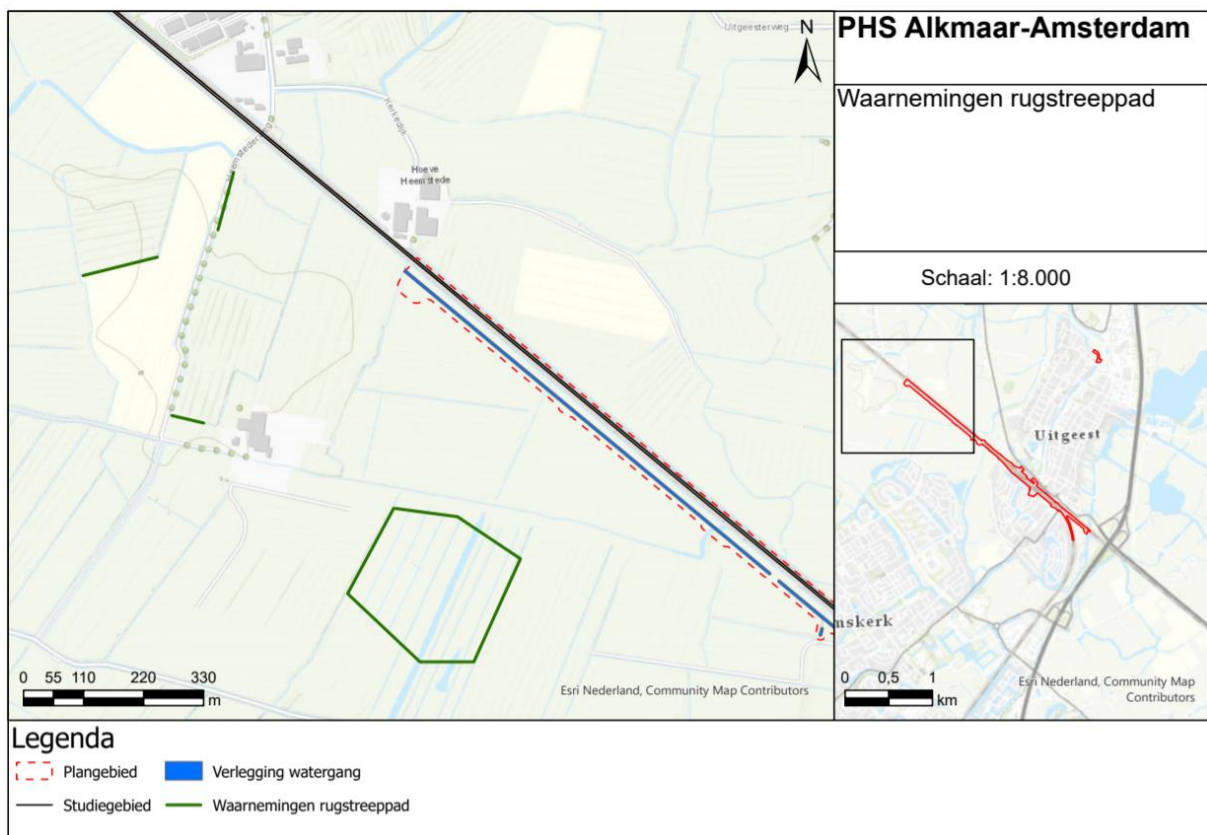 Uitgeesterweg
N
Kerkedijk
Hoeve
Heemstede
0 55 110 220 330
m
Esri Nederland, Community Map Contributors
PHS Alkmaar-Amsterdam
Waarnemingen rugstreeppad
Schaal: 1:8.000
Uitgeest
mskerk
0 0,5 1
km
Esri Nederland, Community Map
Contributors
Legenda
Plangebied
Verlegging watergang
Studiegebied
Waarnemingen rugstreeppad